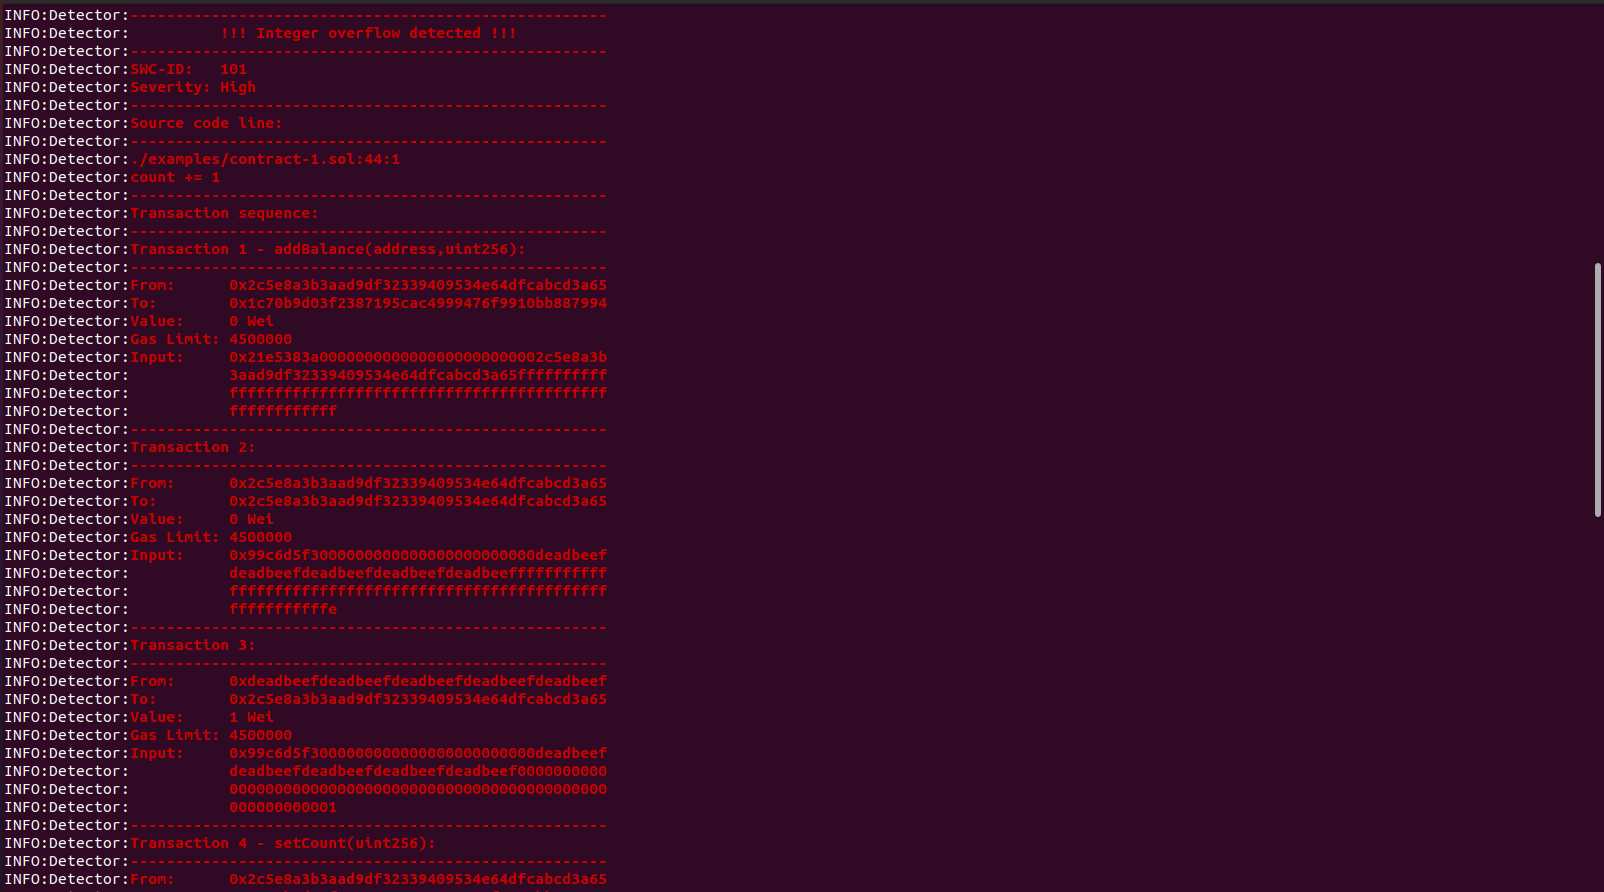 INFO:Detector:-----------------------------------------------------
INFO:Detector:          !!! Integer overflow detected !!!
INFO:Detector:-----------------------------------------------------
INFO:Detector:SWC-ID:   101
INFO:Detector:Severity: High
INFO:Detector:-----------------------------------------------------
INFO:Detector:Source code line:
INFO:Detector:-----------------------------------------------------
INFO:Detector:./examples/contract-1.sol:44:1
INFO:Detector:count += 1
INFO:Detector:-----------------------------------------------------
INFO:Detector:Transaction sequence:
INFO:Detector:-----------------------------------------------------
INFO:Detector:Transaction 1 - addBalance(address,uint256):
INFO:Detector:-----------------------------------------------------
INFO:Detector:From:      0x2c5e8a3b3aad9df32339409534e64dfcabcd3a65
INFO:Detector:To:        0x1c70b9d03f2387195cac4999476f9910bb887994
INFO:Detector:Value:     0 Wei
INFO:Detector:Gas Limit: 4500000
INFO:Detector:Input:     0x21e5383a0000000000000000000000002c5e8a3b
INFO:Detector:           3aad9df32339409534e64dfcabcd3a65ffffffffff
INFO:Detector:           ffffffffffffffffffffffffffffffffffffffffff
INFO:Detector:           ffffffffffff
INFO:Detector:-----------------------------------------------------
INFO:Detector:Transaction 2:
INFO:Detector:-----------------------------------------------------
INFO:Detector:From:      0x2c5e8a3b3aad9df32339409534e64dfcabcd3a65
INFO:Detector:To:        0x2c5e8a3b3aad9df32339409534e64dfcabcd3a65
INFO:Detector:Value:     0 Wei
INFO:Detector:Gas Limit: 4500000
INFO:Detector:Input:     0x99c6d5f3000000000000000000000000deadbeef
INFO:Detector:           deadbeefdeadbeefdeadbeefdeadbeefffffffffff
INFO:Detector:           ffffffffffffffffffffffffffffffffffffffffff
INFO:Detector:           fffffffffffe
INFO:Detector:-----------------------------------------------------
INFO:Detector:Transaction 3:
INFO:Detector:-----------------------------------------------------
INFO:Detector:From:      0xdeadbeefdeadbeefdeadbeefdeadbeefdeadbeef
INFO:Detector:To:        0x2c5e8a3b3aad9df32339409534e64dfcabcd3a65
INFO:Detector:Value:     1 Wei
INFO:Detector:Gas Limit: 4500000
INFO:Detector:Input:     0x99c6d5f3000000000000000000000000deadbeef
INFO:Detector:           deadbeefdeadbeefdeadbeefdeadbeef0000000000
INFO:Detector:           000000000000000000000000000000000000000000
INFO:Detector:           000000000001
INFO:Detector:-----------------------------------------------------
INFO:Detector:Transaction 4 - setCount(uint256):
INFO:Detector:-----------------------------------------------------
INFO:Detector:From:      0x2c5e8a3b3aad9df32339409534e64dfcabcd3a65